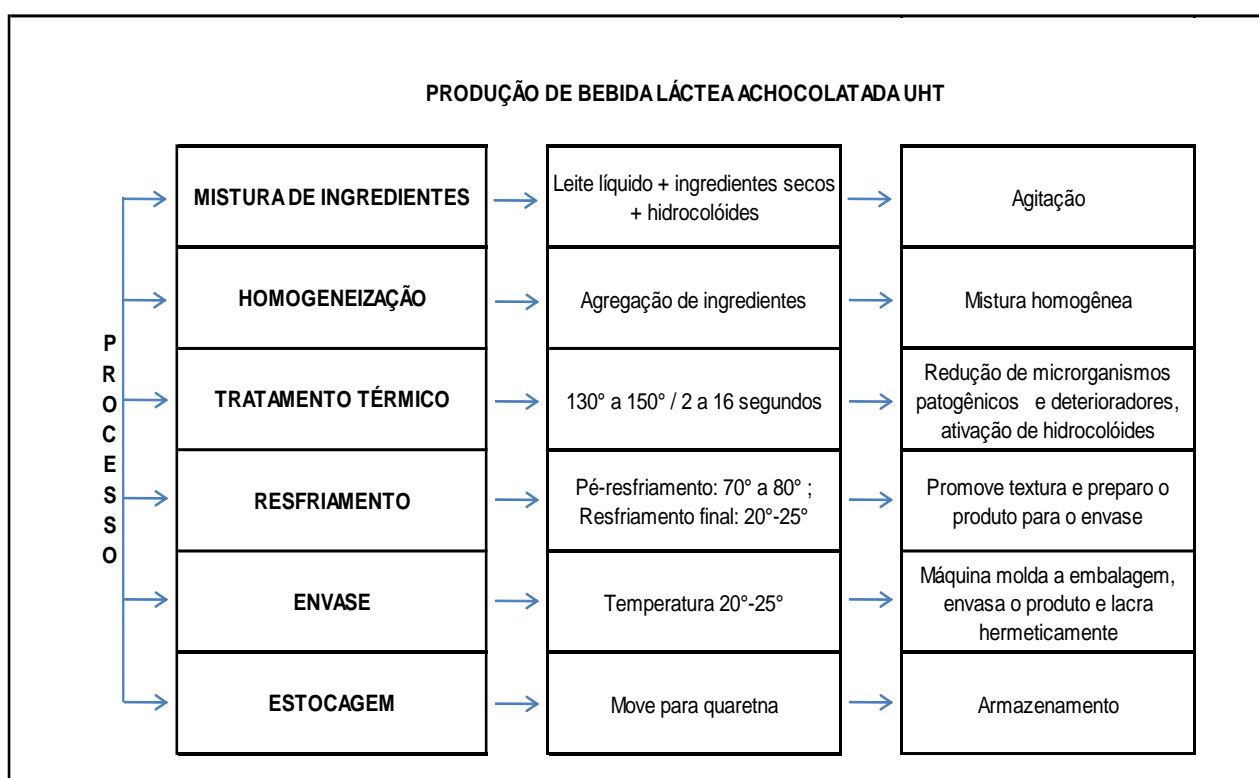 PRODUÇÃO DE BEBIDA LÁCTEA ACHOCOLATADA UHT
PROCESSO
MISTURA DE INGREDIENTES
Leite líquido + ingredientes secos
+ hidrocolóides
Agitação
HOMOGENEIZAÇÃO
Agregação de ingredientes
Mistura homogênea
TRATAMENTO TÉRMICO
130° a 150° / 2 a 16 segundos
Redução de microrganismos
patogênicos e deterioradores,
ativação de hidrocolóides
RESFRIAMENTO
Pé-resfriamento: 70° a 80° ;
Resfriamento final: 20°-25°
Promove textura e preparo o
produto para o envase
ENVASE
Temperatura 20°-25°
Máquina molda a embalagem,
envasa o produto e lacra
hermeticamente
ESTOCAGEM
Move para quaretna
Armazenamento